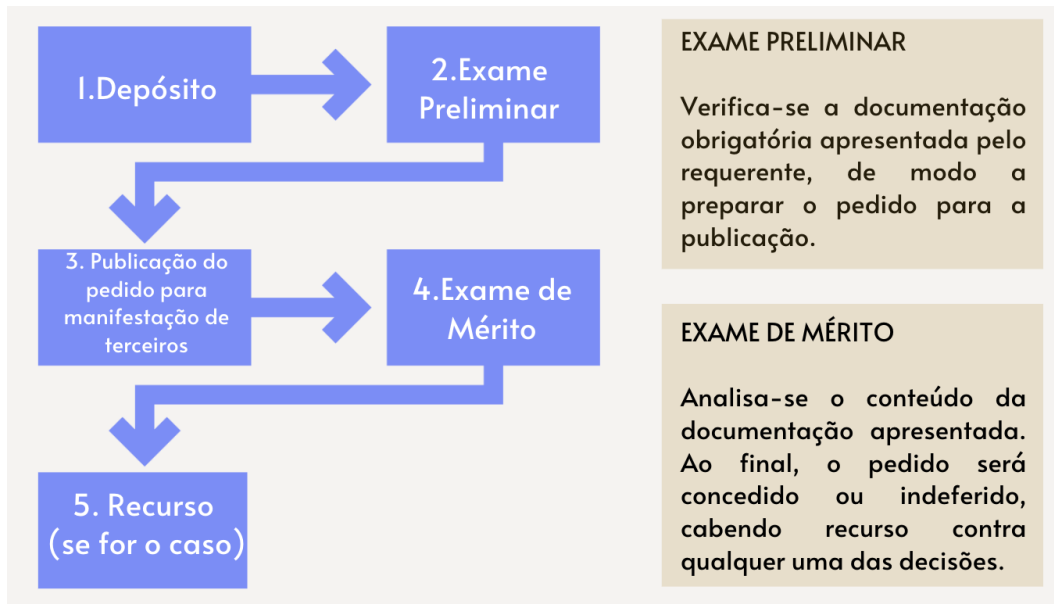 1.Depósito
2.Exame
Preliminar
3. Publicação do
pedido para
manifestação de
terceiros
4.Exame de
Mérito
5. Recurso
(se for o caso)
EXAME PRELIMINAR
Verifica-se a documentação
obrigatória apresentada pelo
requerente, de modo a
preparar o pedido para a
publicação.
EXAME DE MÉRITO
Analisa-se o conteúdo da
documentação apresentada.
Ao final, o pedido será
concedido ou indeferido,
cabendo recurso contra
qualquer uma das decisões.